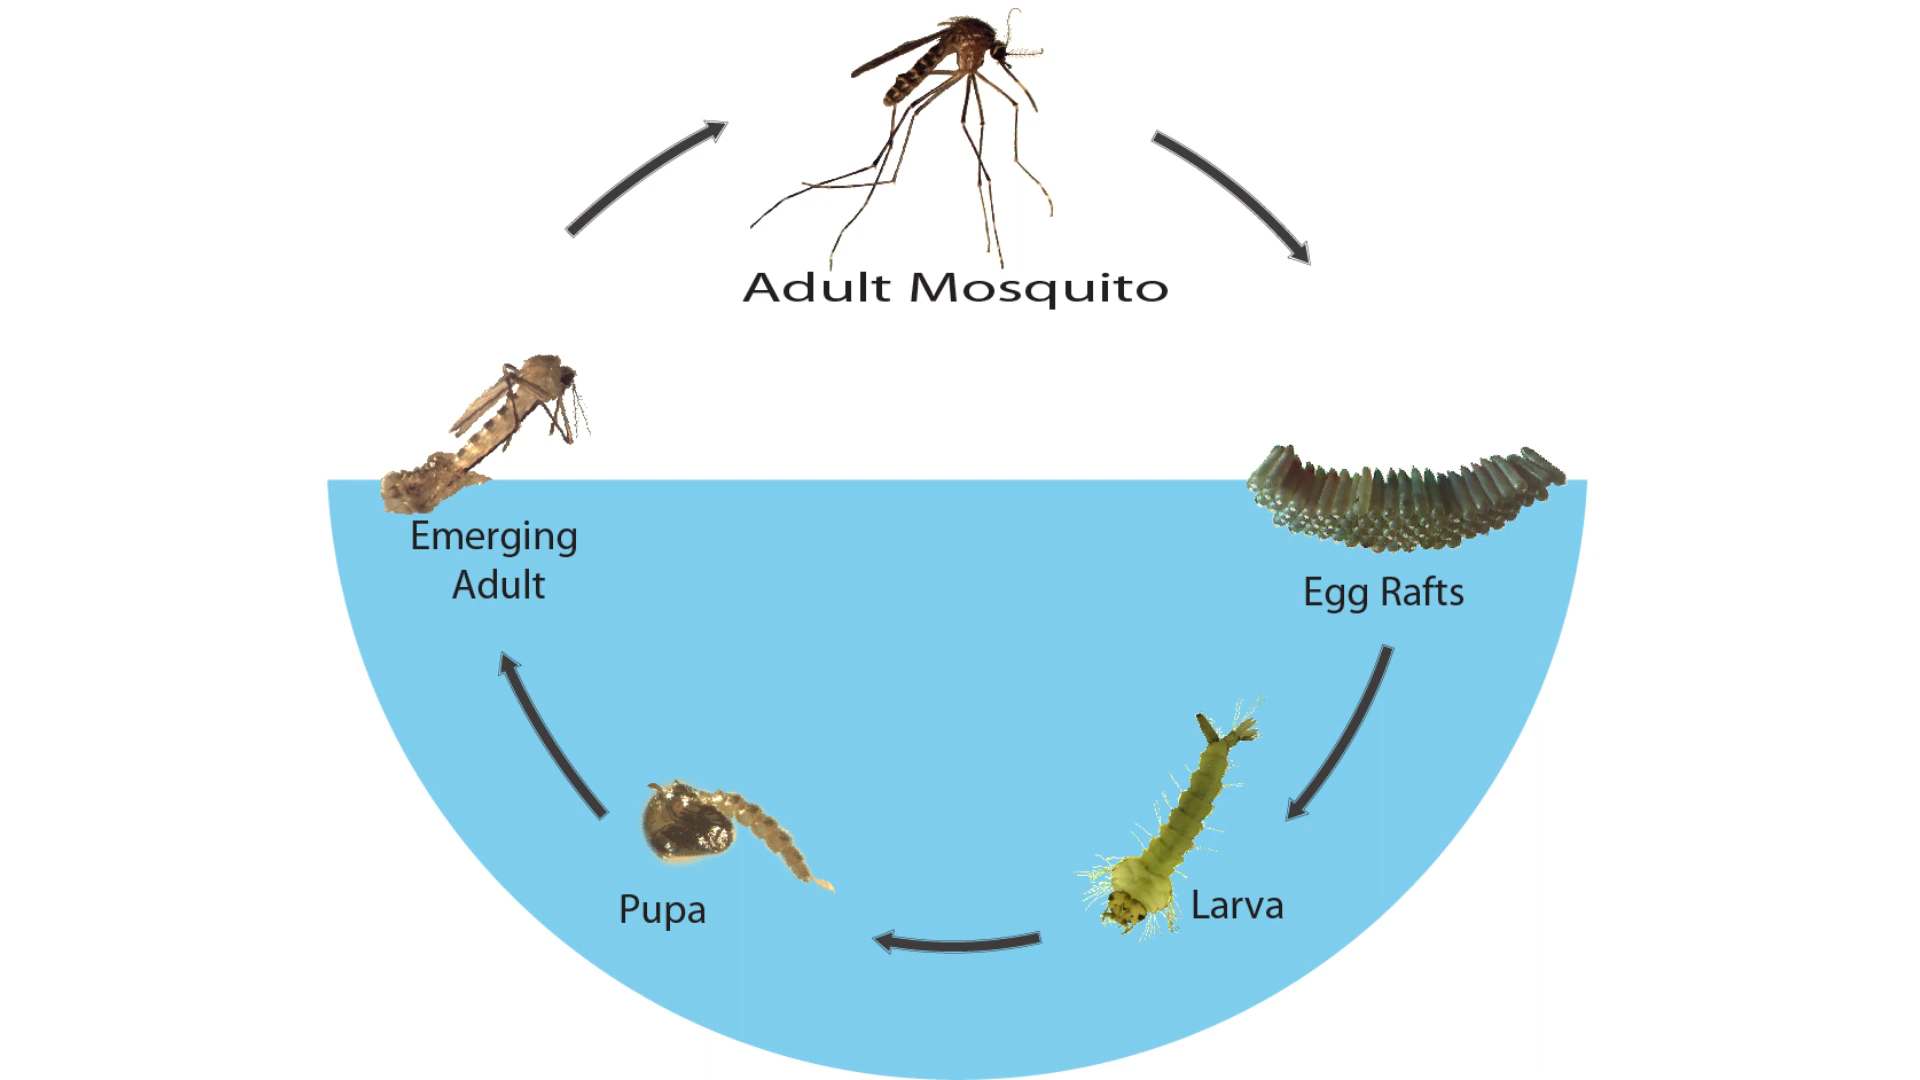 Adult Mosquito
Emerging
Adult
Egg Rafts
Pupa
Larva